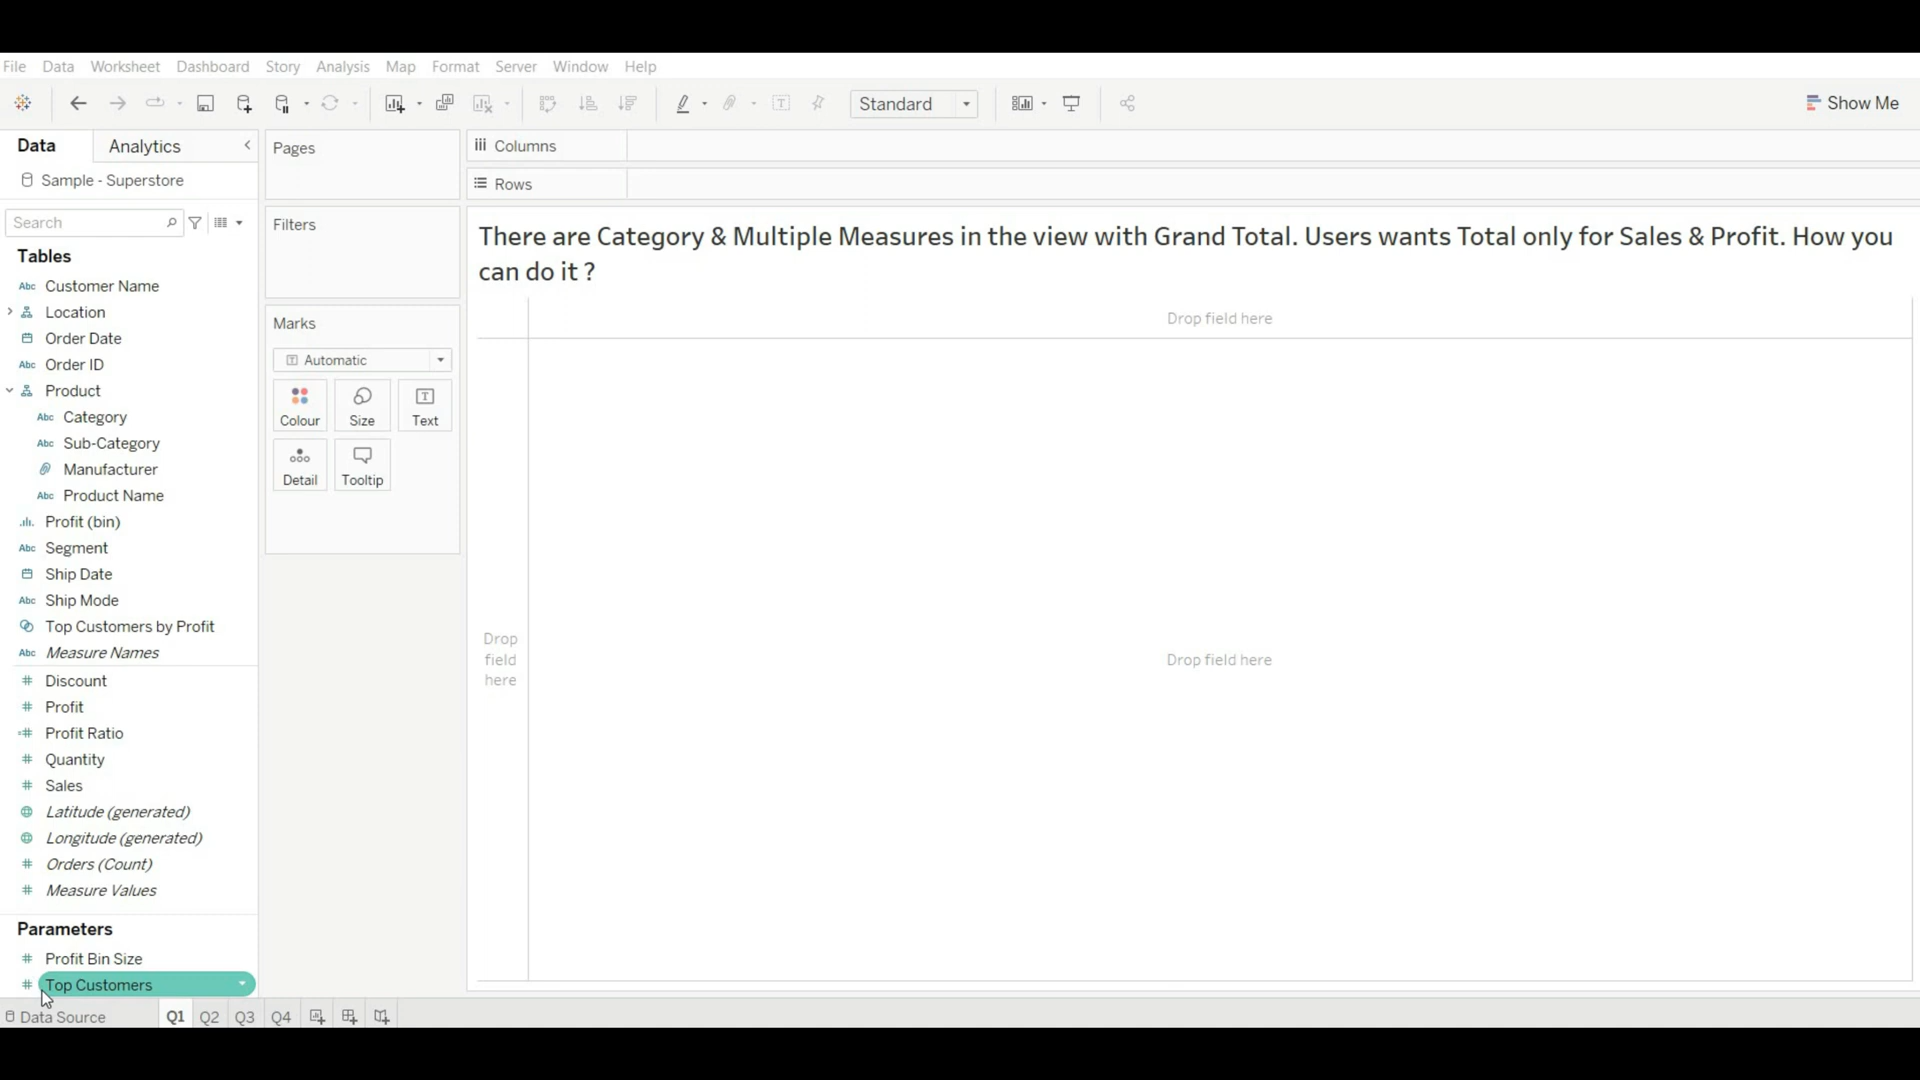 File Data Worksheet Dashboard Story Analysis Map Format Server Window Help
Standard
Show Me
Data Analytics
Sample - Superstore
Search
Tables
Customer Name
Location
Order Date
Order ID
Product
Category
Sub-Category
Manufacturer
Product Name
Profit (bin)
Segment
Ship Date
Ship Mode
Top Customers by Profit
Measure Names
Discount
Profit
Profit Ratio
Quantity
Sales
Latitude (generated)
Longitude (generated)
Orders (Count)
Measure Values
Parameters
Profit Bin Size
Top Customers
Pages
Filters
Marks
Automatic
Colour Size Text
Detail Tooltip
Columns
Rows
There are Category & Multiple Measures in the view with Grand Total. Users wants Total only for Sales & Profit. How you
can do it ?
Drop field here
Drop
field
here
Drop field here
Data Source Q1 Q2 Q3 Q4